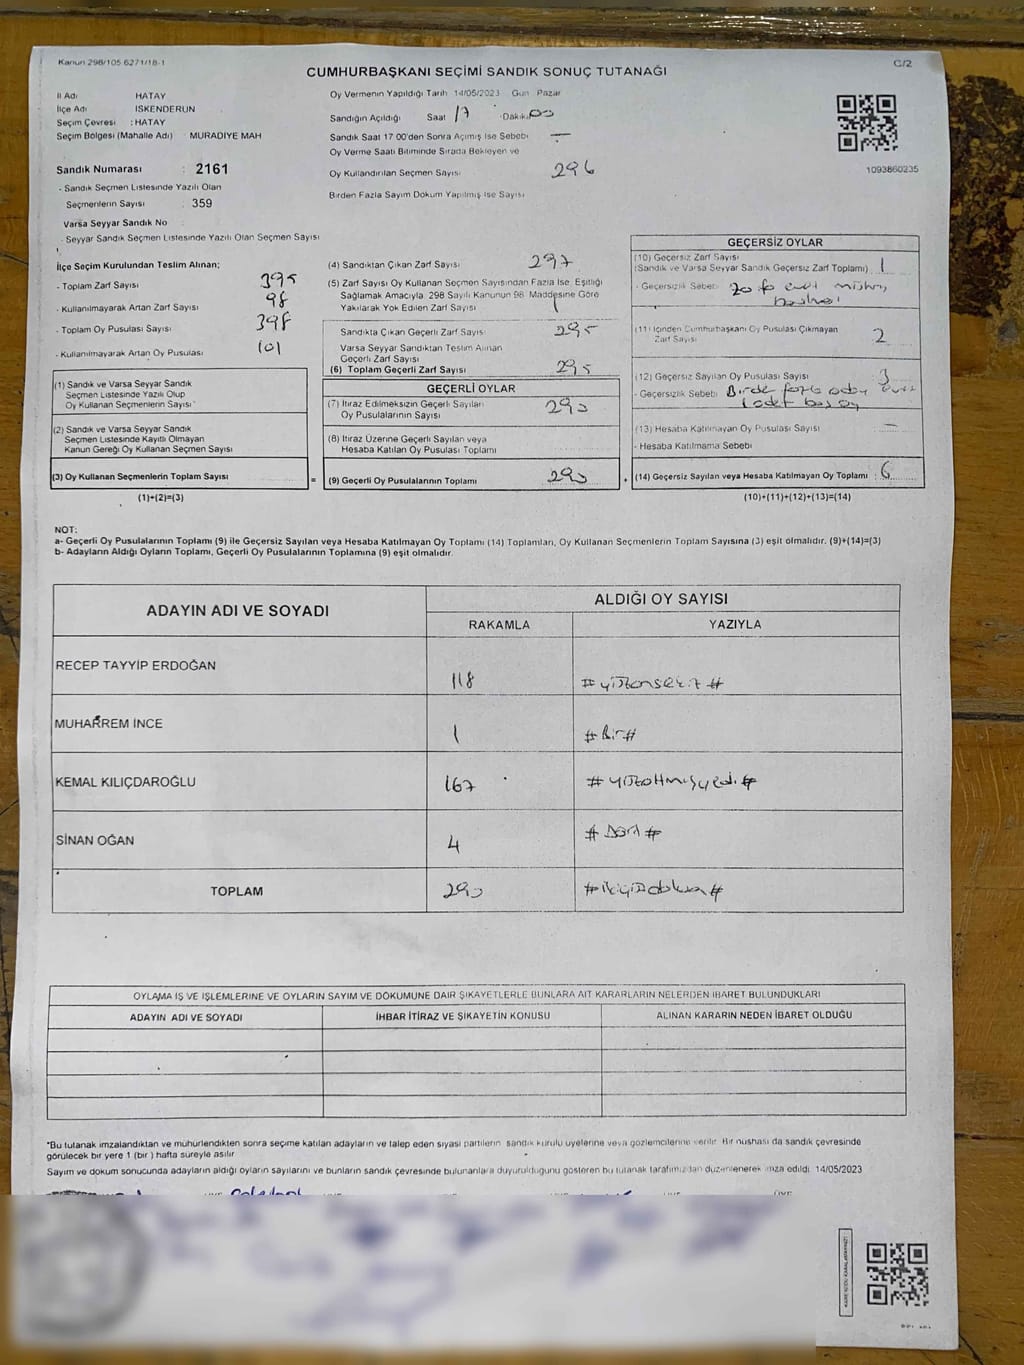 Kanun 298/105 6271/18-1
C/2
CUMHURBAŞKANI SEÇİMİ SANDIK SONUÇ TUTANAĞI
İl Adı HATAY
İlçe Adı İSKENDERUN
Seçim Çevresi : HATAY
Seçim Bölgesi (Mahalle Adı) : MURADİYE MAH
Sandık Numarası : 2161
- Sandık Seçmen Listesinde Yazılı Olan
Seçmenlerin Sayısı : 359
Varsa Seyyar Sandık No
- Seyyar Sandık Seçmen Listesinde Yazılı Olan Seçmen Sayısı
Oy Vermenin Yapıldığı Tarih 14/05/2023 Gün Pazar
Sandığın Açıldığı Saat 17 Dakika 00
Sandık Saat 17 00'den Sonra Açımış İse Sebebi —
Oy Verme Saati Bitiminde Sırada Bekleyen ve
Oy Kullandırılan Seçmen Sayısı 296
Birden Fazla Sayım Döküm Yapılmış İse Sayısı
1093860235
İlçe Seçim Kurulundan Teslim Alınan;
- Toplam Zarf Sayısı 395
- Kullanılmayarak Artan Zarf Sayısı 98
- Toplam Oy Pusulası Sayısı 398
- Kullanılmayarak Artan Oy Pusulası 101
(1) Sandık ve Varsa Seyyar Sandık
Seçmen Listesinde Yazılı Olup
Oy Kullanan Seçmenlerin Sayısı
(2) Sandık ve Varsa Seyyar Sandık
Seçmen Listesinde Kayıtlı Olmayan
Kanun Gereği Oy Kullanan Seçmen Sayısı
(3) Oy Kullanan Seçmenlerin Toplam Sayısı
(1)+(2)=(3)
(4) Sandıktan Çıkan Zarf Sayısı 297
(5) Zarf Sayısı Oy Kullanan Seçmen Sayısından Fazla İse, Eşitliği
Sağlamak Amacıyla 298 Sayılı Kanunun 98. Maddesine Göre
Yakılarak Yok Edilen Zarf Sayısı 1
Sandıkta Çıkan Geçerli Zarf Sayısı 295
Varsa Seyyar Sandıktan Teslim Alınan
Geçerli Zarf Sayısı
(6) Toplam Geçerli Zarf Sayısı 295
GEÇERLİ OYLAR
(7) İtiraz Edilmeksizin Geçerli Sayılan
Oy Pusulalarının Sayısı 290
(8) İtiraz Üzerine Geçerli Sayılan veya
Hesaba Katılan Oy Pusulası Toplamı
= (9) Geçerli Oy Pusulalarının Toplamı 290
GEÇERSİZ OYLAR
(10) Geçersiz Zarf Sayısı
(Sandık ve Varsa Seyyar Sandık Geçersiz Zarf Toplamı) 1
- Geçersizlik Sebebi
(11) İçinden Cumhurbaşkanı Oy Pusulası Çıkmayan
Zarf Sayısı 2
(12) Geçersiz Sayılan Oy Pusulası Sayısı 3
- Geçersizlik Sebebi Birden fazla
1 adet boş oy
(13) Hesaba Katılmayan Oy Pusulası Sayısı —
- Hesaba Katılmama Sebebi
+ (14) Geçersiz Sayılan veya Hesaba Katılmayan Oy Toplamı : 6
(10)+(11)+(12)+(13)=(14)
NOT:
a- Geçerli Oy Pusulalarının Toplamı (9) ile Geçersiz Sayılan veya Hesaba Katılmayan Oy Toplamı (14) Toplamları, Oy Kullanan Seçmenlerin Toplam Sayısına (3) eşit olmalıdır. (9)+(14)=(3)
b- Adayların Aldığı Oyların Toplamı, Geçerli Oy Pusulalarının Toplamına (9) eşit olmalıdır.
ADAYIN ADI VE SOYADI
ALDIĞI OY SAYISI
RAKAMLA YAZIYLA
RECEP TAYYİP ERDOĞAN 118 #yüzonsekiz#
MUHARREM İNCE 1 #Bir#
KEMAL KILIÇDAROĞLU 167 #yüzaltmışyedi#
SİNAN OĞAN 4 #Dört#
TOPLAM 290 #ikiyüzdoksan#
OYLAMA İŞ VE İŞLEMLERİNE VE OYLARIN SAYIM VE DÖKÜMÜNE DAİR ŞİKAYETLERLE BUNLARA AİT KARARLARIN NELERDEN İBARET BULUNDUKLARI
ADAYIN ADI VE SOYADI İHBAR İTİRAZ VE ŞİKAYETİN KONUSU ALINAN KARARIN NEDEN İBARET OLDUĞU
*Bu tutanak imzalandıktan ve mühürlendikten sonra seçime katılan adayların ve talep eden siyasi partilerin sandık kurulu üyelerine veya gözlemcilerine verilir. Bir nüshası da sandık çevresinde
görülecek bir yere 1 (bir) hafta süreyle asılır
Sayım ve döküm sonucunda adayların aldığı oyların sayılarını ve bunların sandık çevresinde bulunanlara duyurulduğunu gösteren bu tutanak tarafımızdan düzenlenerek imza edildi 14/05/2023